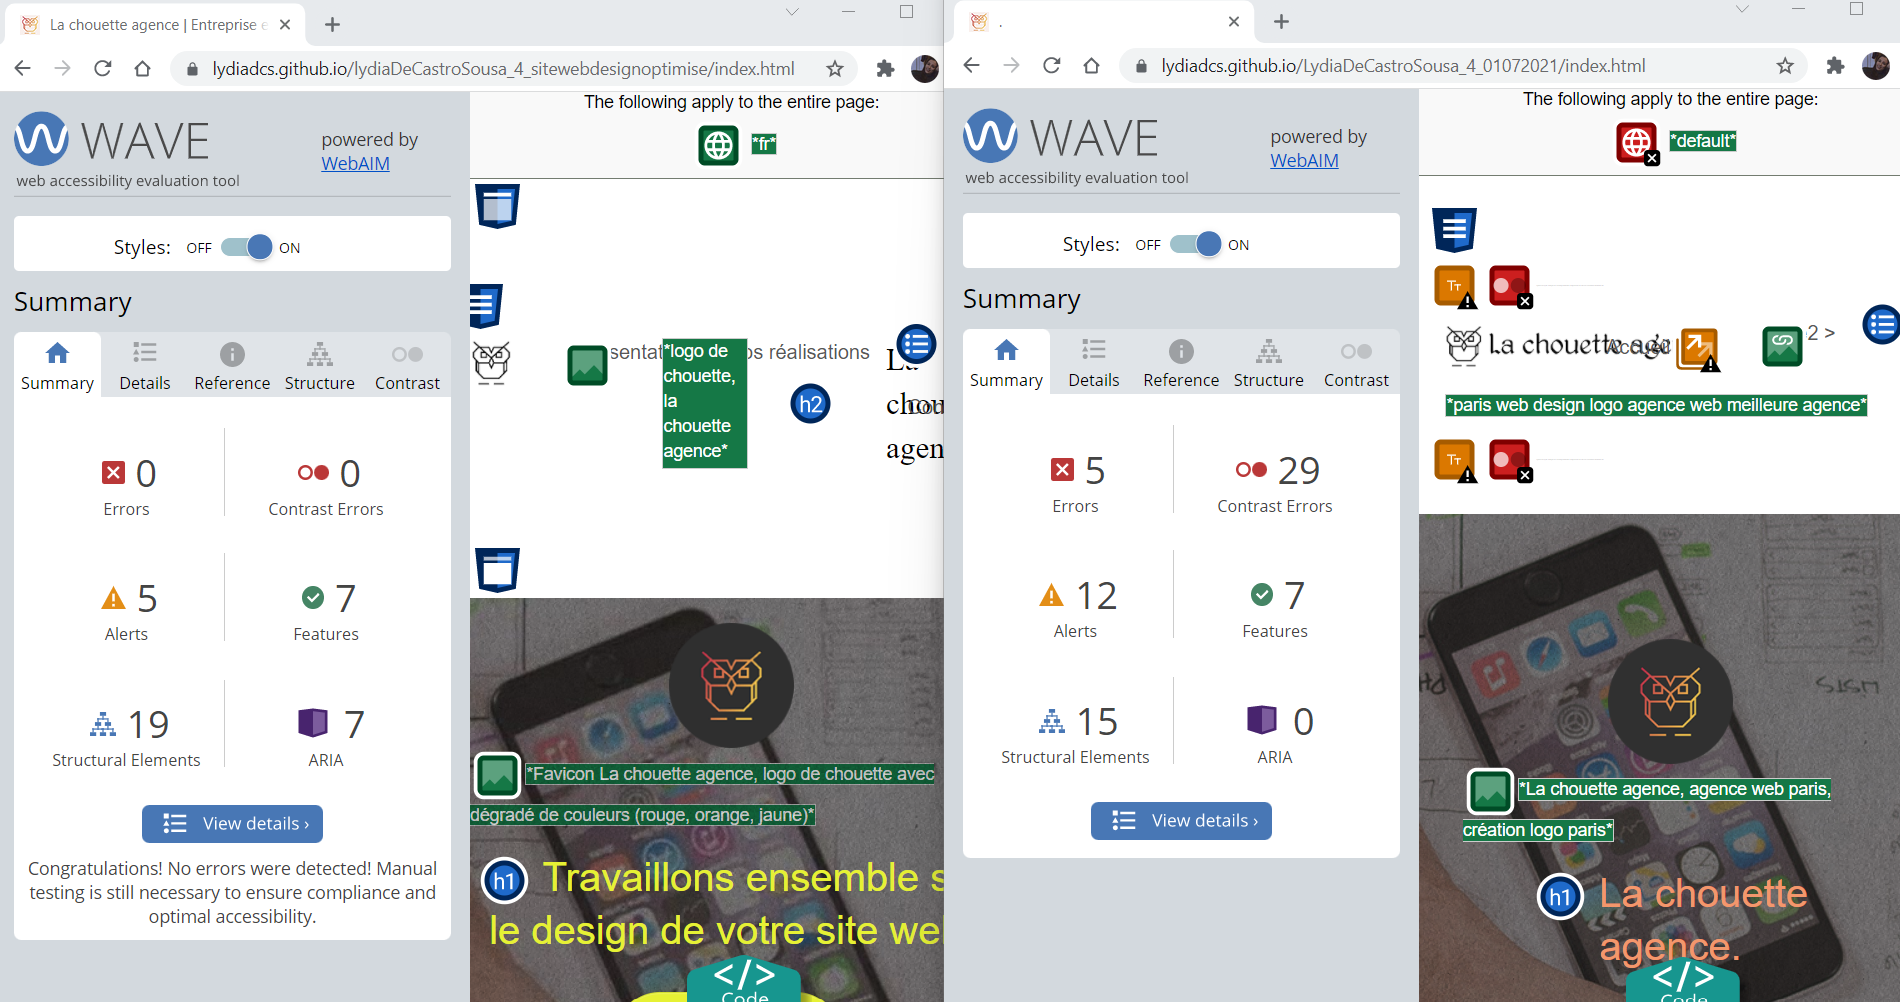 La chouette agence | Entreprise e
lydiadcs.github.io/lydiaDeCastroSousa_4_sitewebdesignoptimise/index.html
WAVE
powered by
WebAIM
web accessibility evaluation tool
Styles: OFF ON
Summary
Summary Details Reference Structure Contrast
0 0
Errors Contrast Errors
5 7
Alerts Features
19 7
Structural Elements ARIA
View details ›
Congratulations! No errors were detected! Manual
testing is still necessary to ensure compliance and
optimal accessibility.
The following apply to the entire page:
*fr*
sentat os réalisations
*logo de
chouette,
la
chouette
agence*
h2
La
chou
agen
*Favicon La chouette agence, logo de chouette avec
dégradé de couleurs (rouge, orange, jaune)*
h1 Travaillons ensemble s
le design de votre site we
</>
Code
.
lydiadcs.github.io/LydiaDeCastroSousa_4_01072021/index.html
WAVE
powered by
WebAIM
web accessibility evaluation tool
Styles: OFF ON
Summary
Summary Details Reference Structure Contrast
5 29
Errors Contrast Errors
12 7
Alerts Features
15 0
Structural Elements ARIA
View details ›
The following apply to the entire page:
*default*
Tт
La chouette agence
Accueil
2 >
*paris web design logo agence web meilleure agence*
Tт
*La chouette agence, agence web paris,
création logo paris*
h1 La chouette
agence.
</>
Code